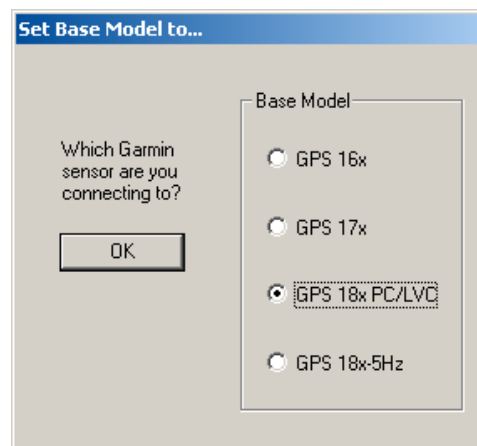 Set Base Model to...
Which Garmin
sensor are you
connecting to?
OK
Base Model
GPS 16x
GPS 17x
GPS 18x PC/LVC
GPS 18x-5Hz